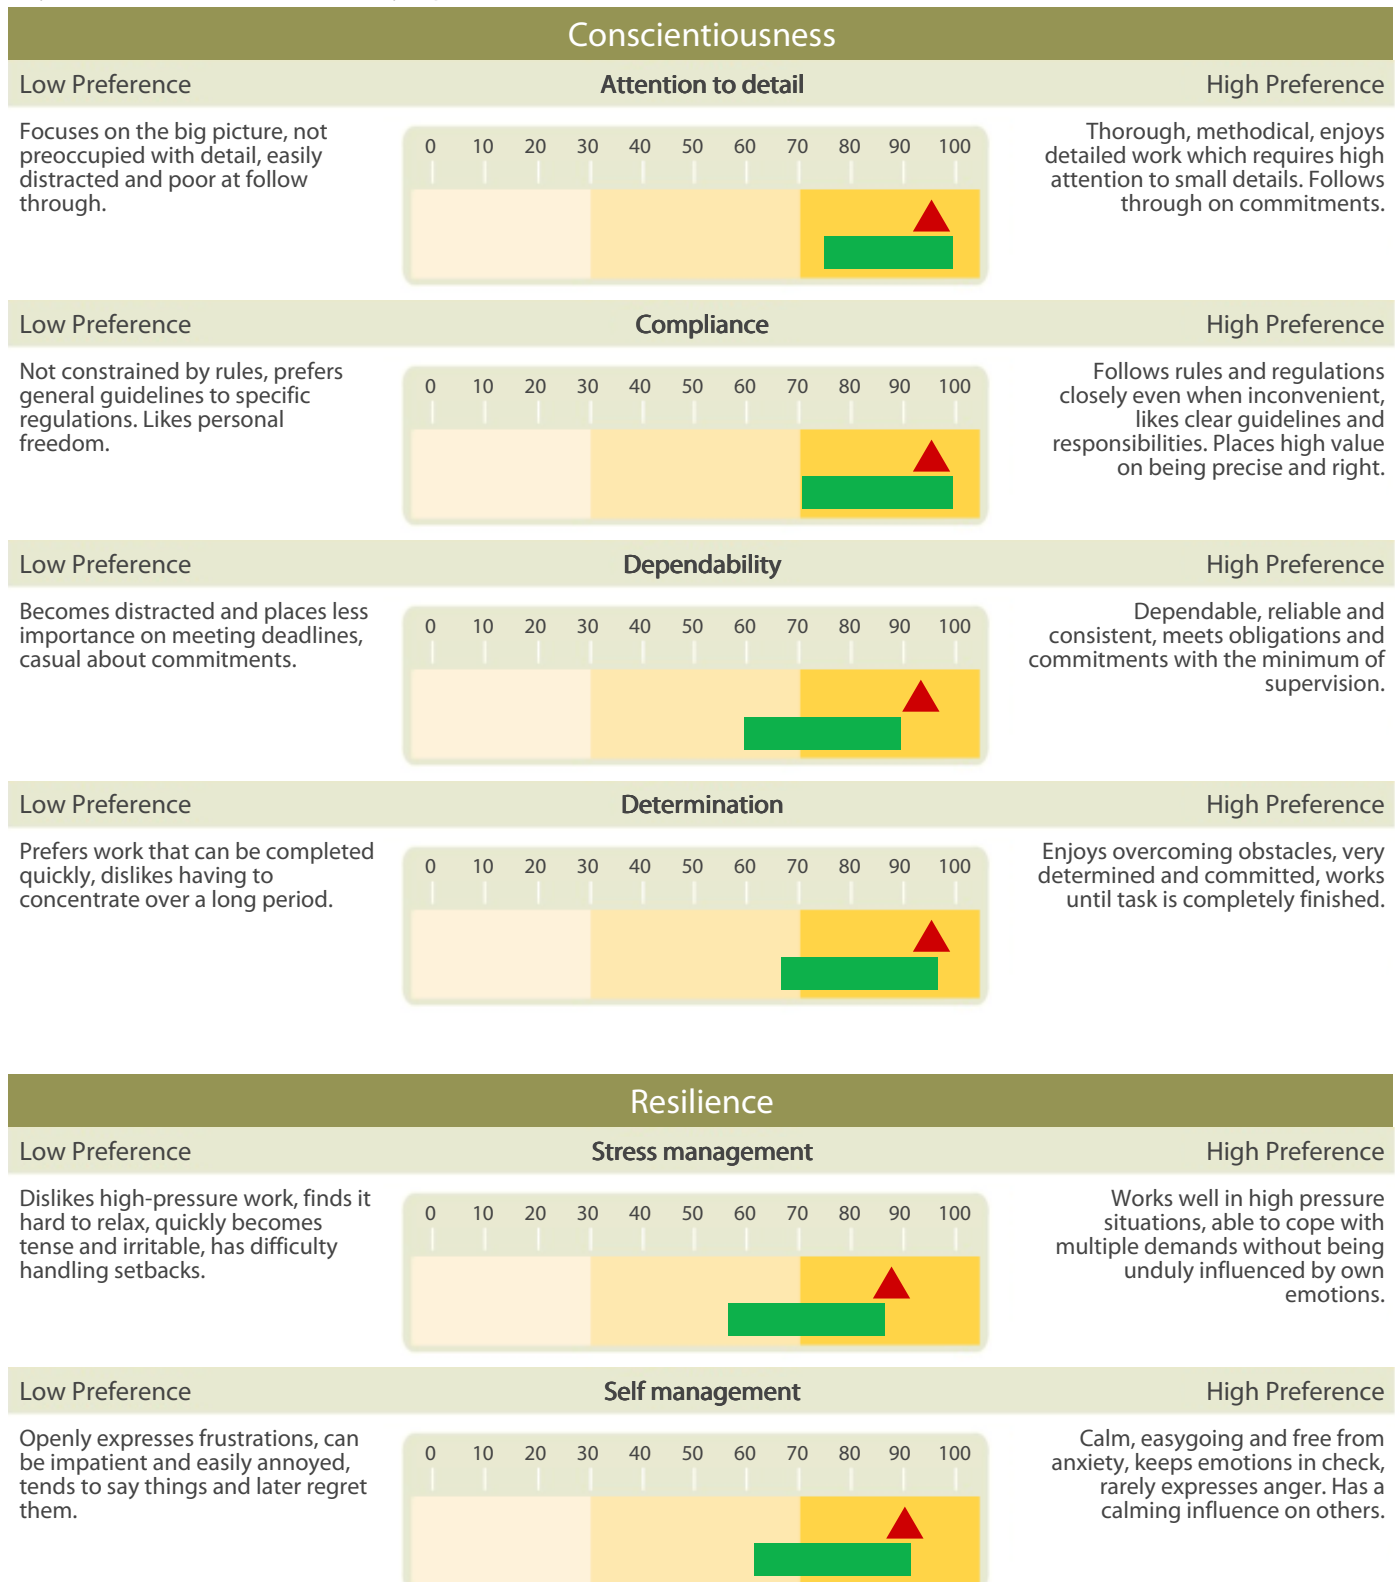 Conscientiousness
Low Preference Attention to detail High Preference
Focuses on the big picture, not
preoccupied with detail, easily
distracted and poor at follow
through.
0 10 20 30 40 50 60 70 80 90 100
Thorough, methodical, enjoys
detailed work which requires high
attention to small details. Follows
through on commitments.
Low Preference Compliance High Preference
Not constrained by rules, prefers
general guidelines to specific
regulations. Likes personal
freedom.
0 10 20 30 40 50 60 70 80 90 100
Follows rules and regulations
closely even when inconvenient,
likes clear guidelines and
responsibilities. Places high value
on being precise and right.
Low Preference Dependability High Preference
Becomes distracted and places less
importance on meeting deadlines,
casual about commitments.
0 10 20 30 40 50 60 70 80 90 100
Dependable, reliable and
consistent, meets obligations and
commitments with the minimum of
supervision.
Low Preference Determination High Preference
Prefers work that can be completed
quickly, dislikes having to
concentrate over a long period.
0 10 20 30 40 50 60 70 80 90 100
Enjoys overcoming obstacles, very
determined and committed, works
until task is completely finished.
Resilience
Low Preference Stress management High Preference
Dislikes high-pressure work, finds it
hard to relax, quickly becomes
tense and irritable, has difficulty
handling setbacks.
0 10 20 30 40 50 60 70 80 90 100
Works well in high pressure
situations, able to cope with
multiple demands without being
unduly influenced by own
emotions.
Low Preference Self management High Preference
Openly expresses frustrations, can
be impatient and easily annoyed,
tends to say things and later regret
them.
0 10 20 30 40 50 60 70 80 90 100
Calm, easygoing and free from
anxiety, keeps emotions in check,
rarely expresses anger. Has a
calming influence on others.